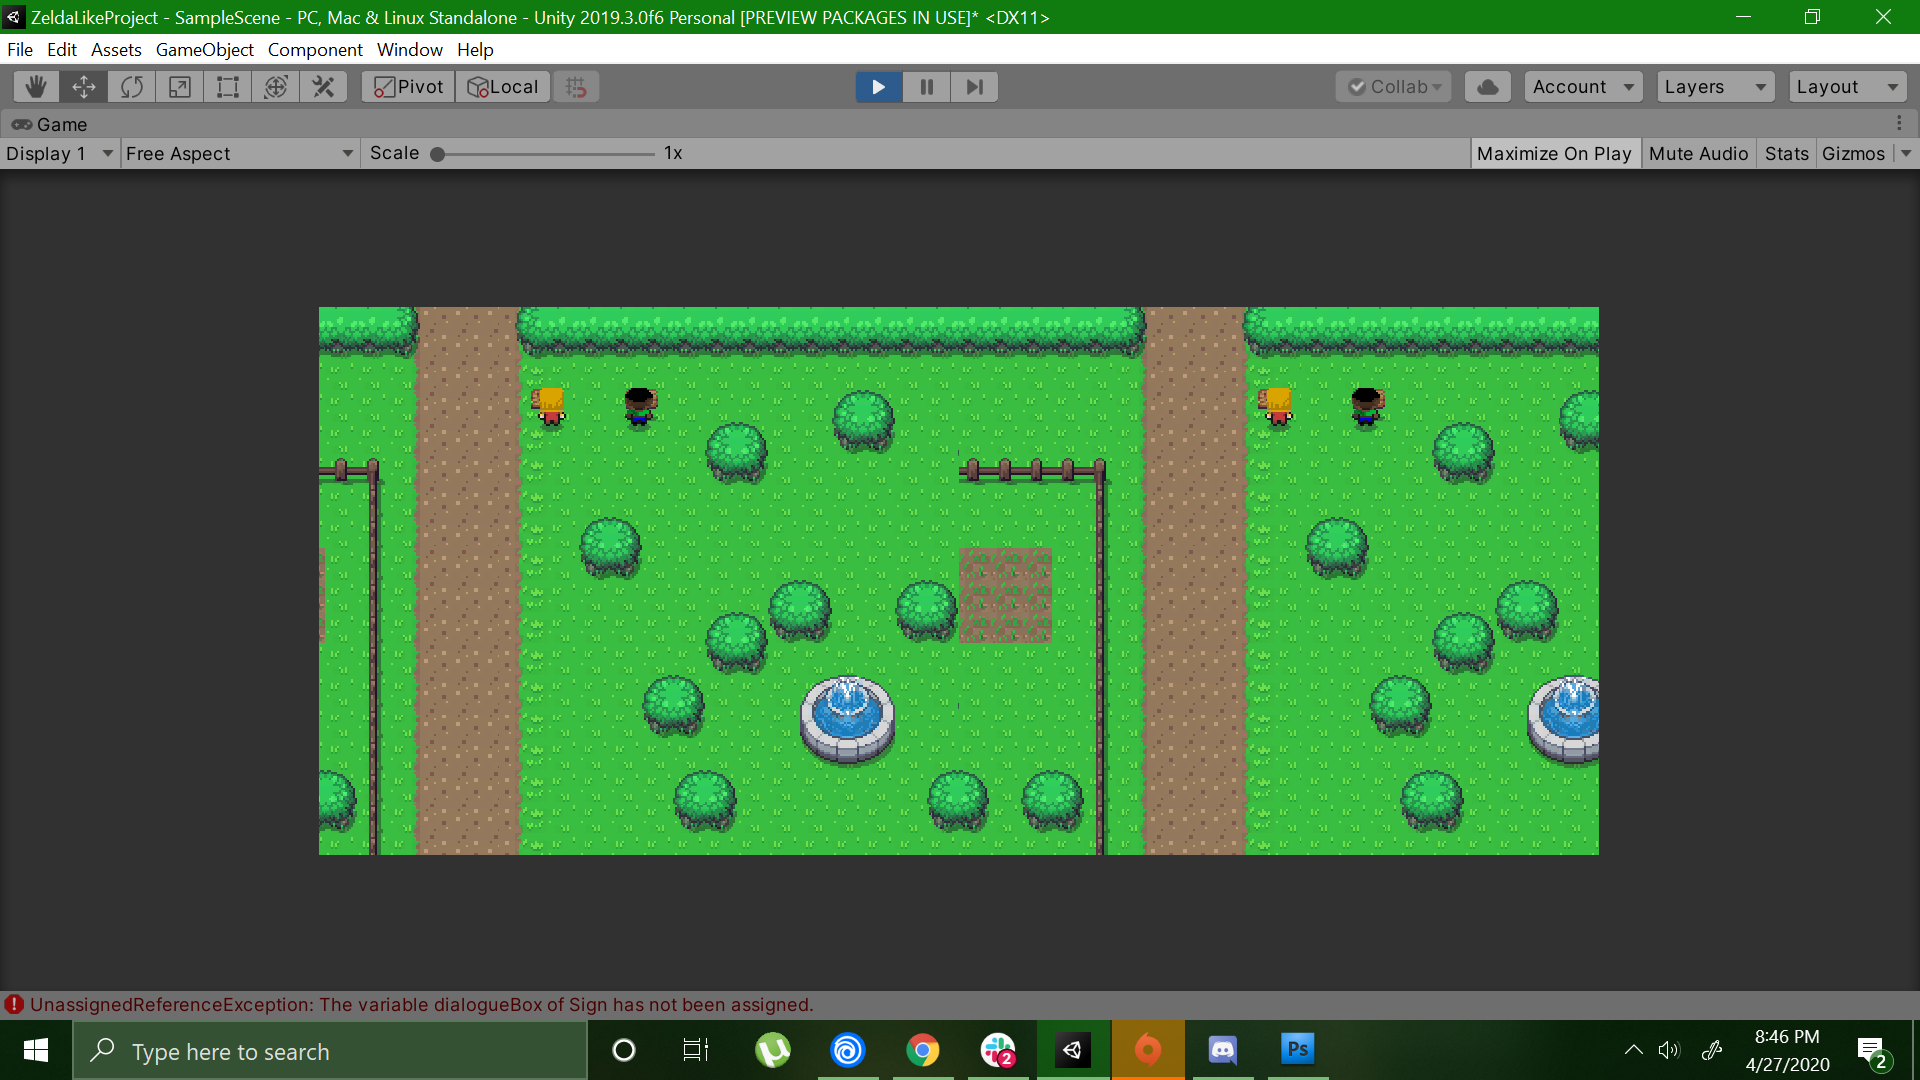 ZeldaLikeProject - SampleScene - PC, Mac & Linux Standalone - Unity 2019.3.0f6 Personal [PREVIEW PACKAGES IN USE]* <DX11>
File Edit Assets GameObject Component Window Help
Pivot Local Collab Account Layers Layout
Game
Display 1 Free Aspect Scale 1x Maximize On Play Mute Audio Stats Gizmos
UnassignedReferenceException: The variable dialogueBox of Sign has not been assigned.
Type here to search
2
Ps
8:46 PM
4/27/2020
2